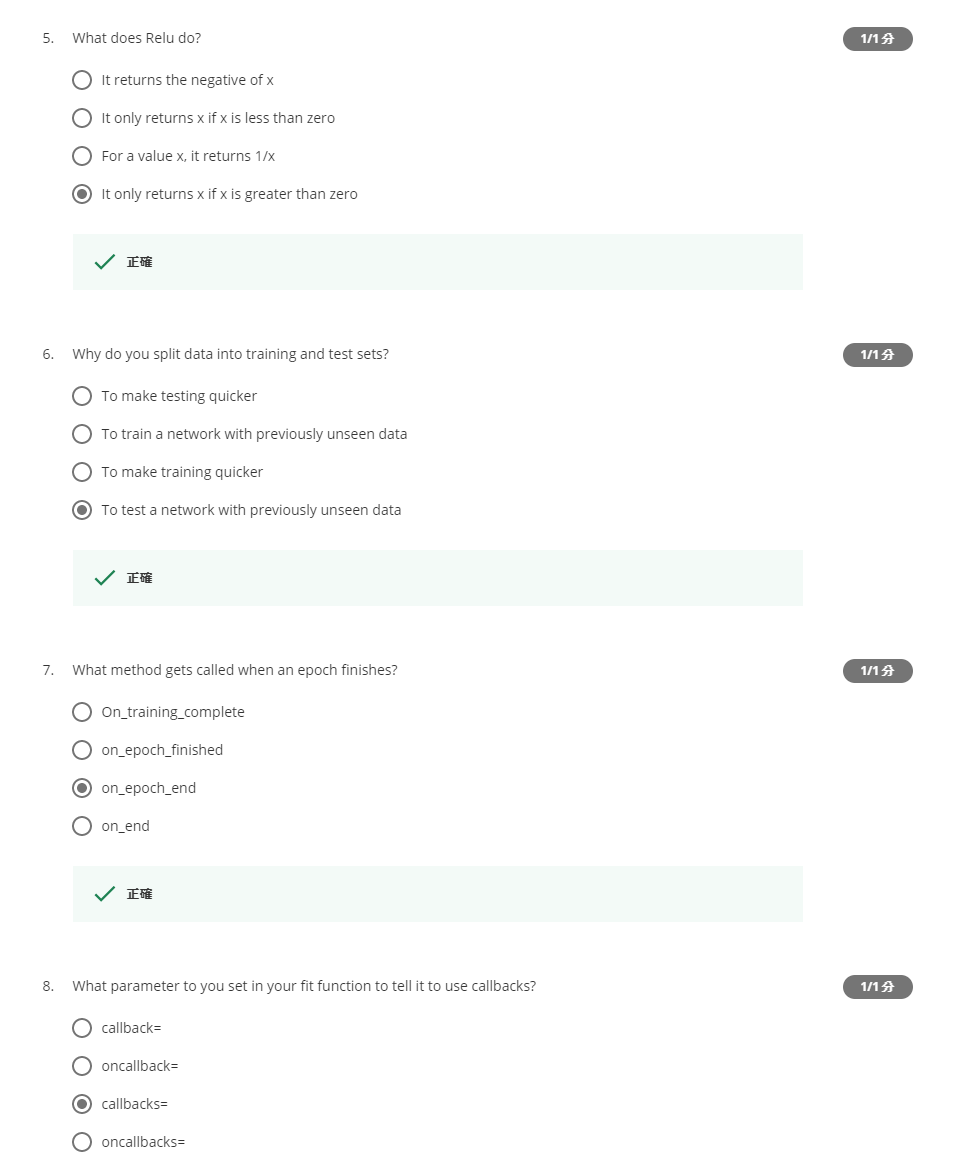 5. What does Relu do? 1/1 分
It returns the negative of x
It only returns x if x is less than zero
For a value x, it returns 1/x
It only returns x if x is greater than zero
正確
6. Why do you split data into training and test sets? 1/1 分
To make testing quicker
To train a network with previously unseen data
To make training quicker
To test a network with previously unseen data
正確
7. What method gets called when an epoch finishes? 1/1 分
On_training_complete
on_epoch_finished
on_epoch_end
on_end
正確
8. What parameter to you set in your fit function to tell it to use callbacks? 1/1 分
callback=
oncallback=
callbacks=
oncallbacks=